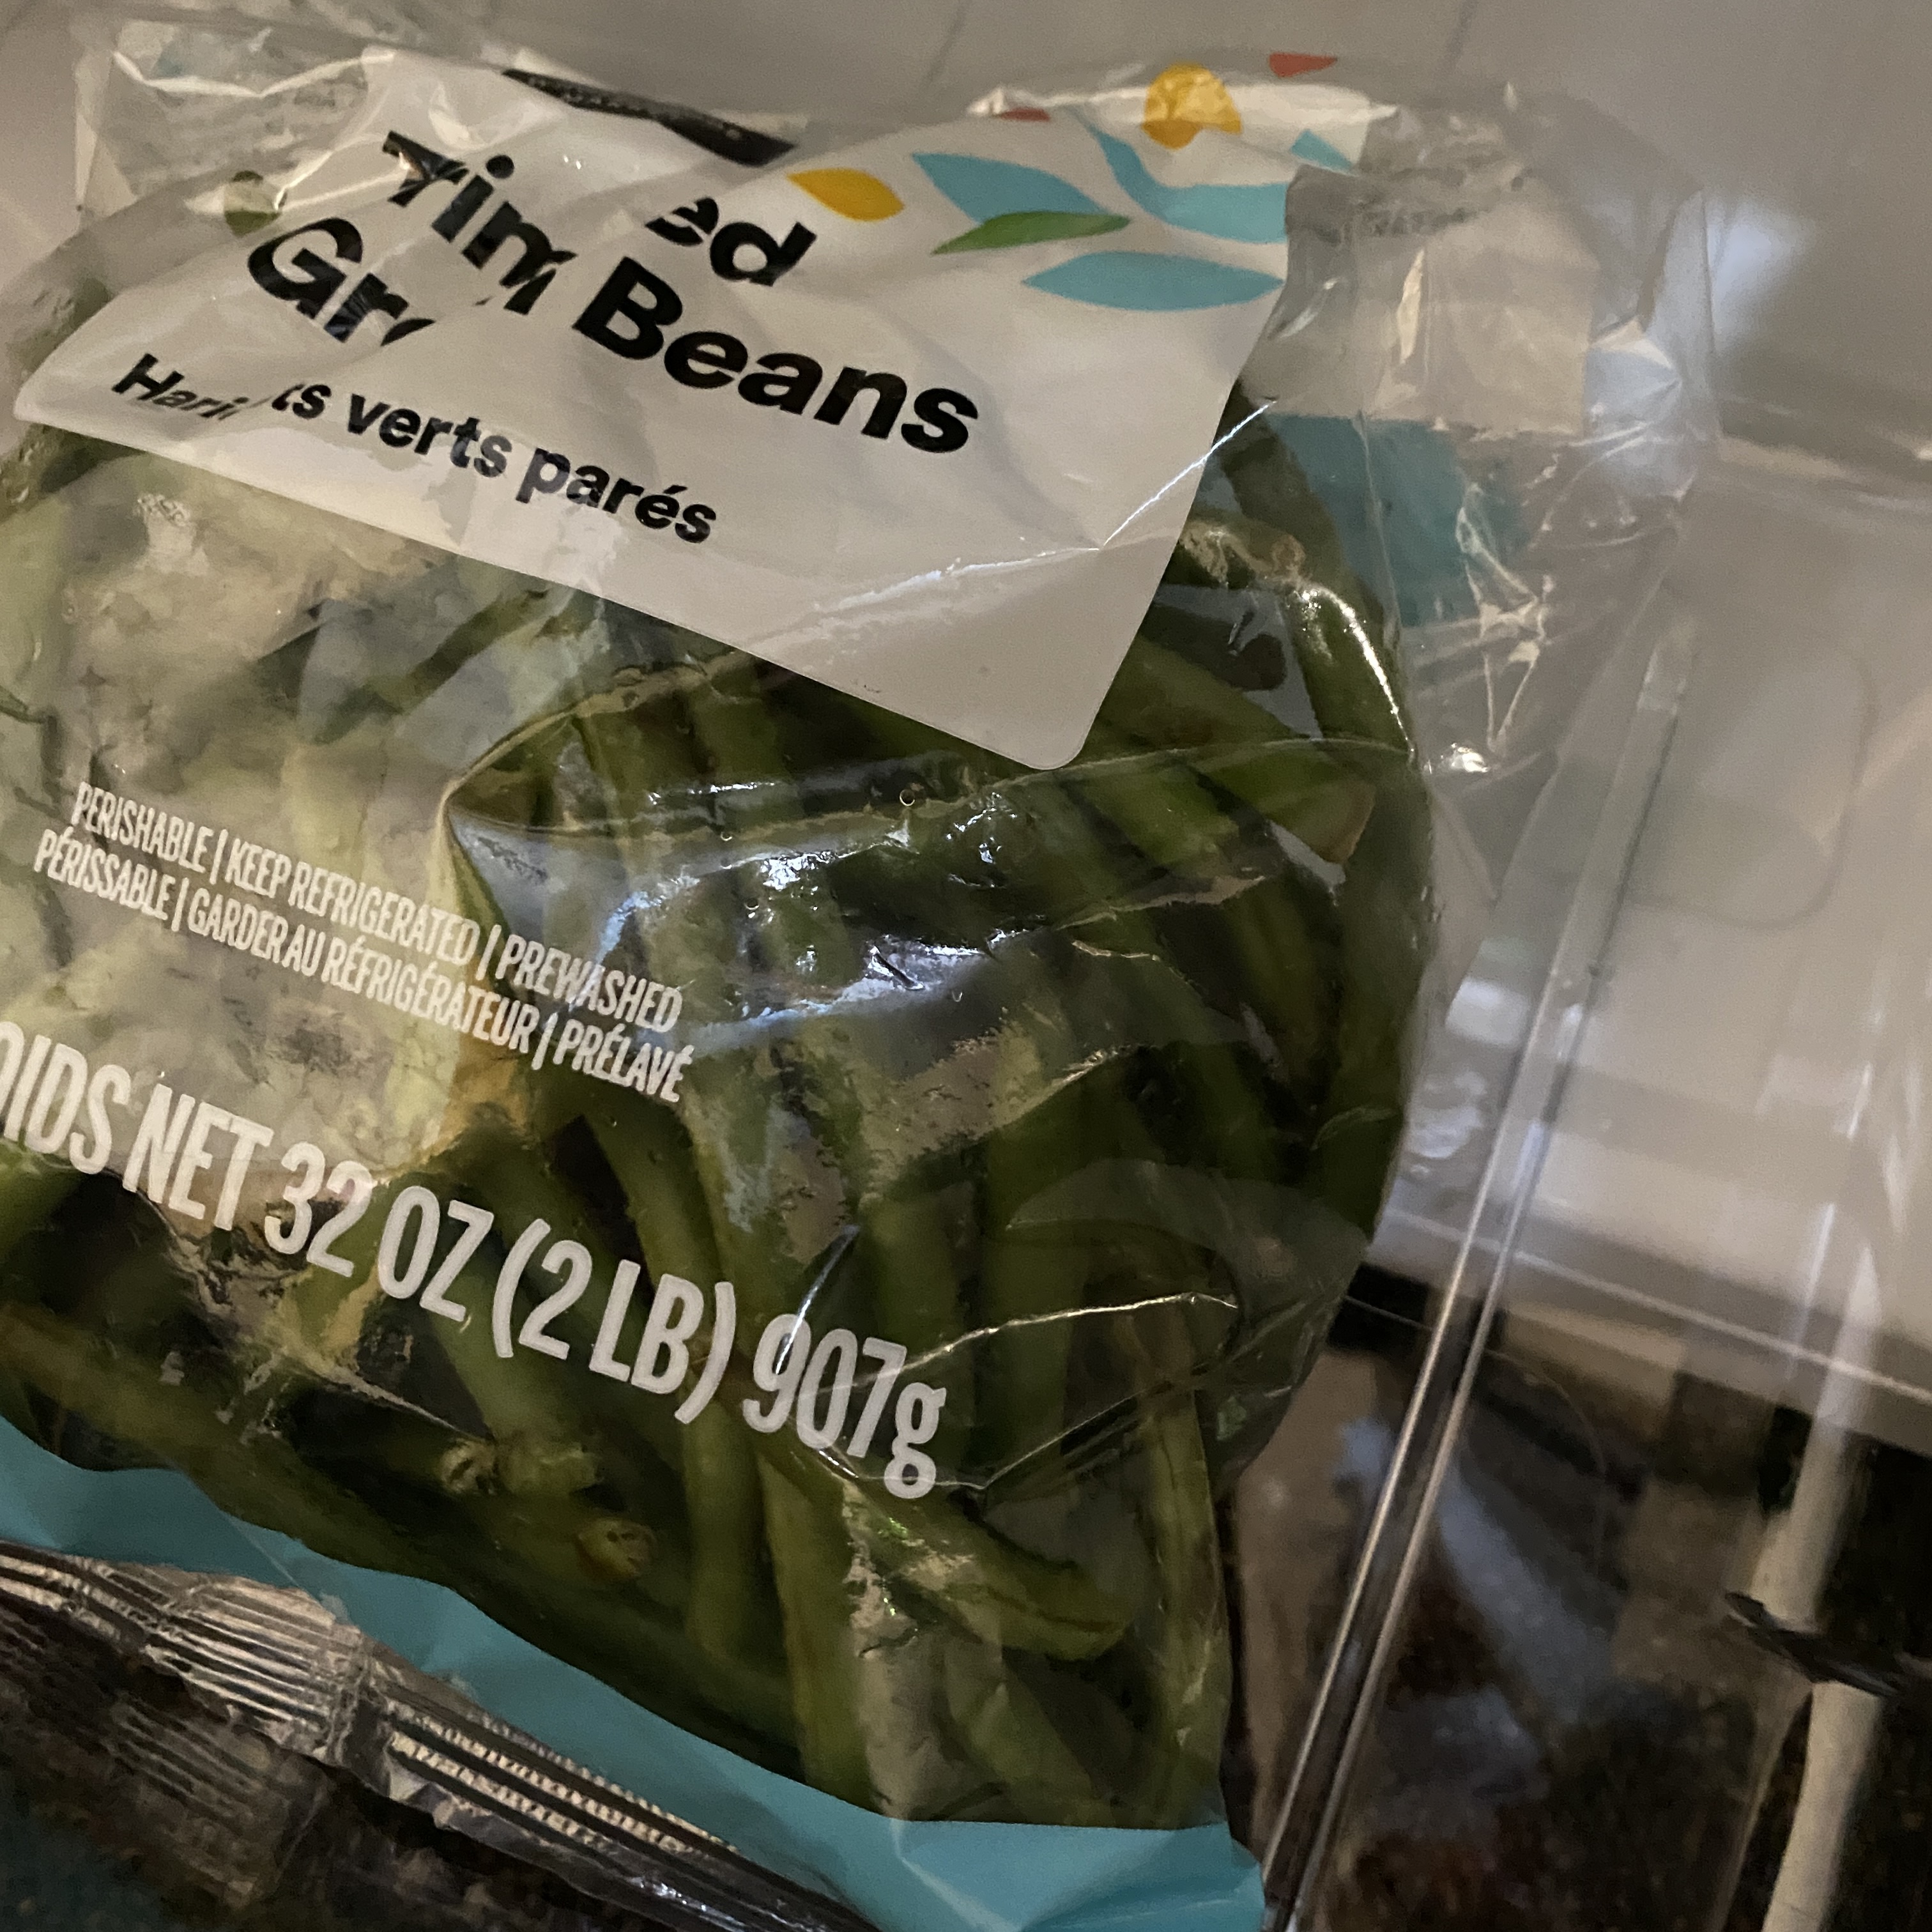 Beans
verts parés
PERISHABLE | KEEP REFRIGERATED | PREWASHED
PÉRISSABLE | GARDER AU RÉFRIGÉRATEUR | PRÉLAVÉ
NET 32 OZ (2 LB) 907g